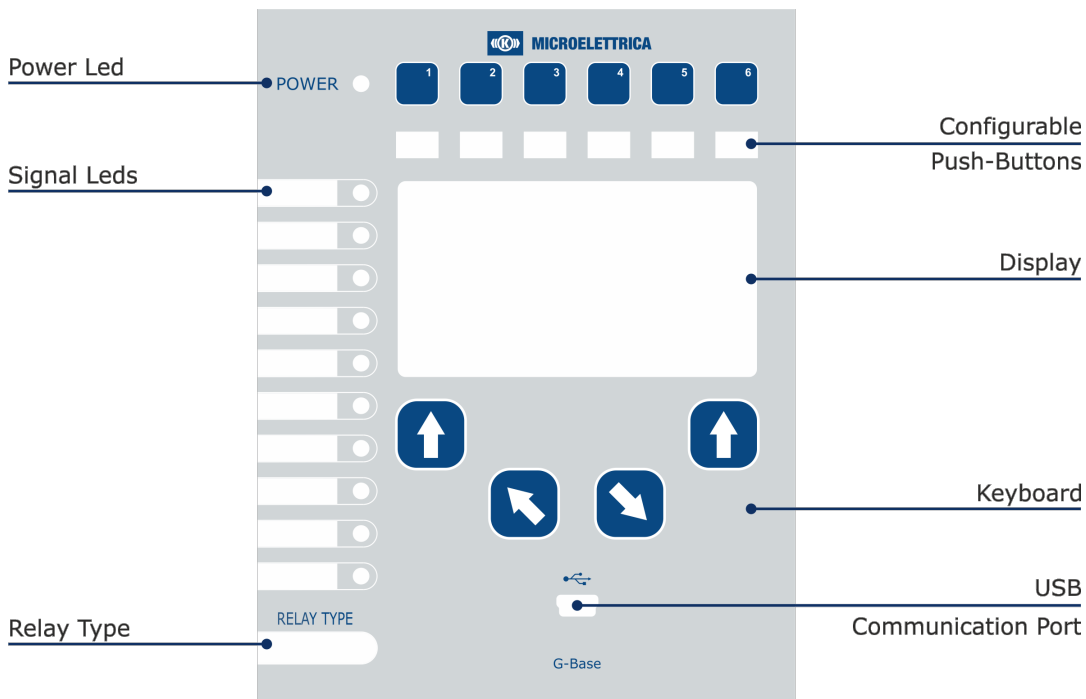 ((K)) MICROELETTRICA
Power Led
POWER
1 2 3 4 5 6
Configurable
Push-Buttons
Signal Leds
Display
Keyboard
USB
Communication Port
RELAY TYPE
Relay Type
G-Base